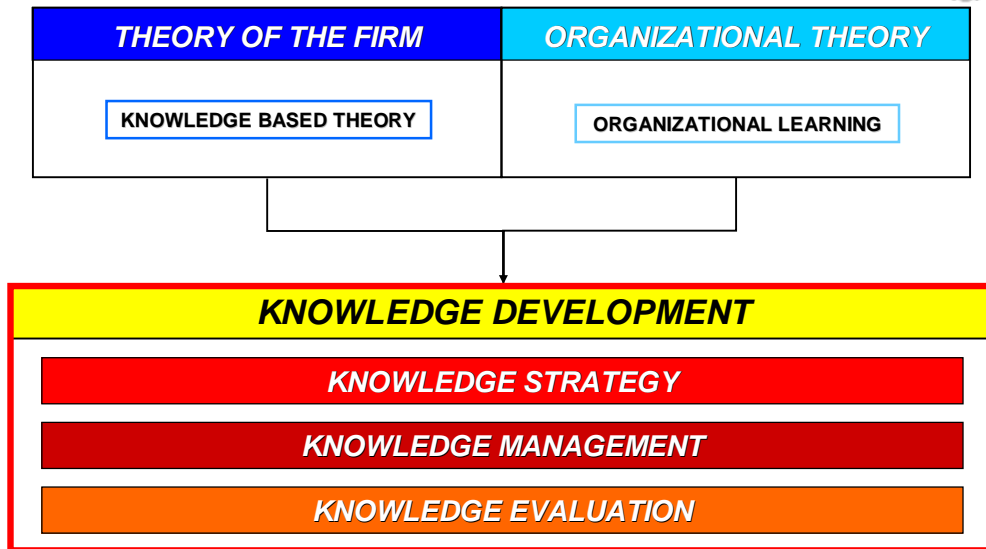 THEORY OF THE FIRM
ORGANIZATIONAL THEORY
KNOWLEDGE BASED THEORY
ORGANIZATIONAL LEARNING
KNOWLEDGE DEVELOPMENT
KNOWLEDGE STRATEGY
KNOWLEDGE MANAGEMENT
KNOWLEDGE EVALUATION